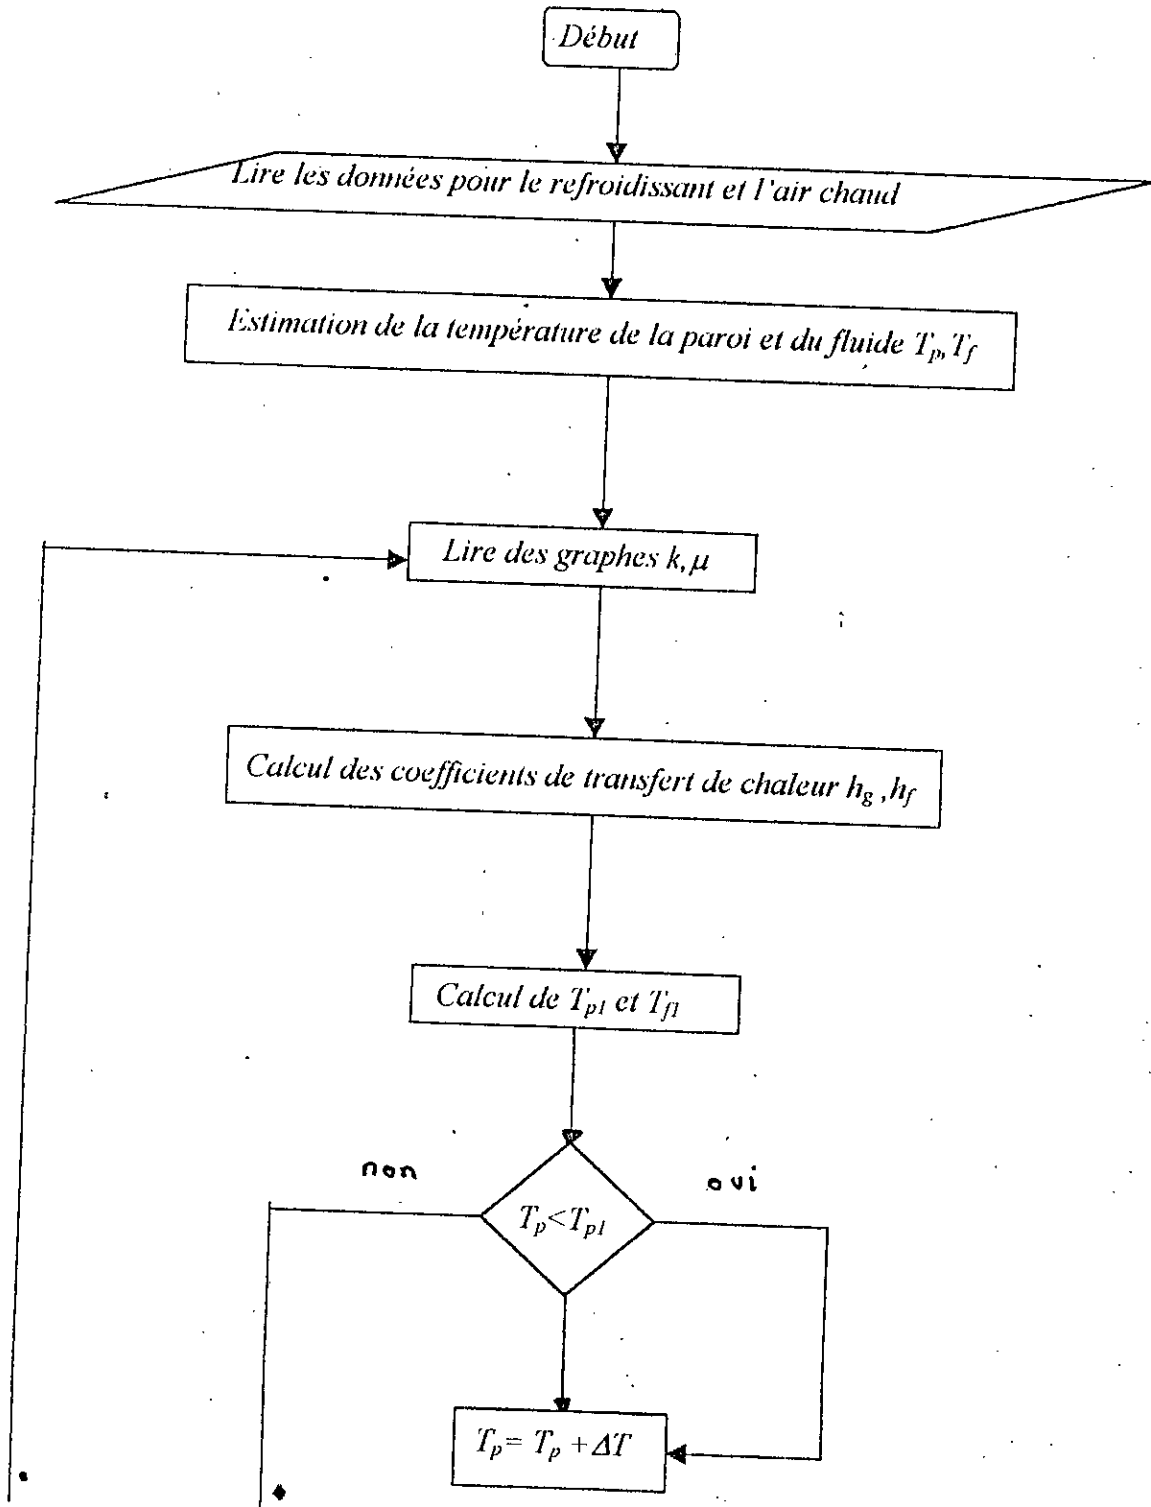 Début
Lire les données pour le refroidissant et l'air chaud
Estimation de la température de la paroi et du fluide Tp, Tf
Lire des graphes k, μ
Calcul des coefficients de transfert de chaleur hg, hf
Calcul de Tp1 et Tf1
non
oui
Tp<Tp1
Tp= Tp +ΔT